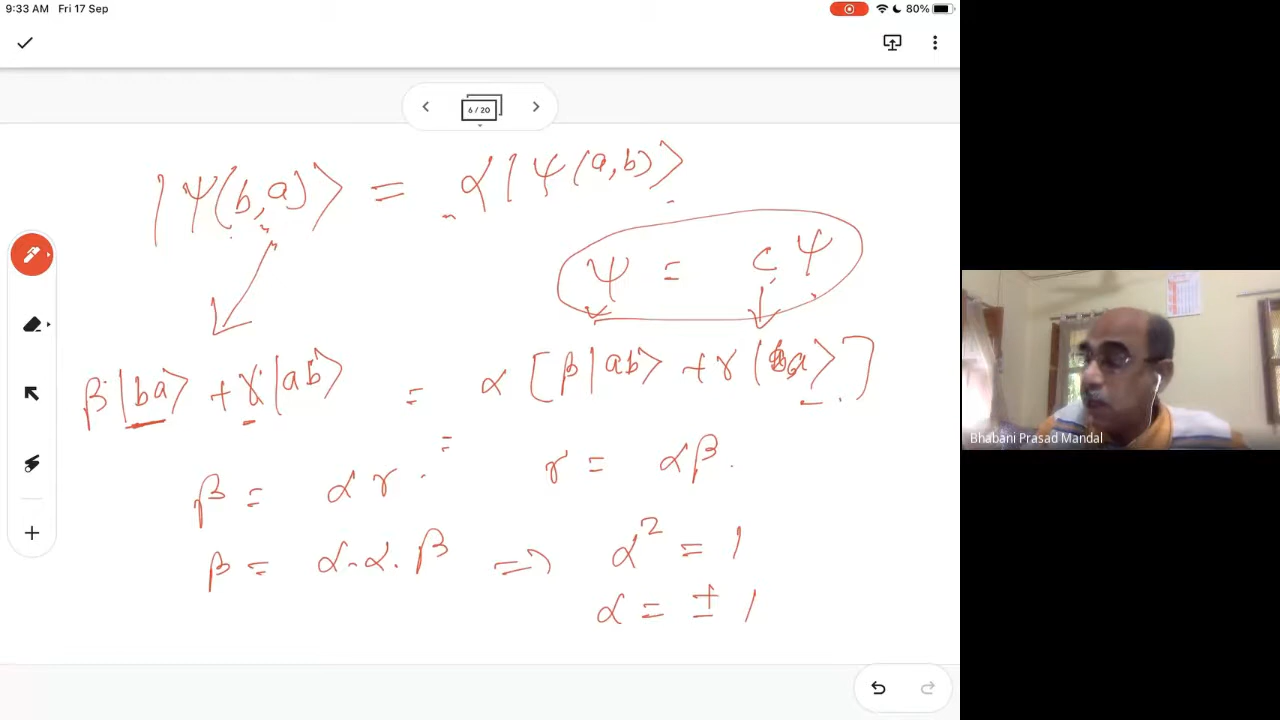 9:33 AM Fri 17 Sep
80%
6 / 20
|Ψ(b,a)⟩ = α|Ψ(a,b)⟩
Ψ = cΨ
β|ba⟩ + γ|ab⟩ = α[β|ab⟩ + γ|ba⟩]
β = αγ. γ = αβ.
β = α.α.β ⇒ α² = 1
α = ± 1
Bhabani Prasad Mandal